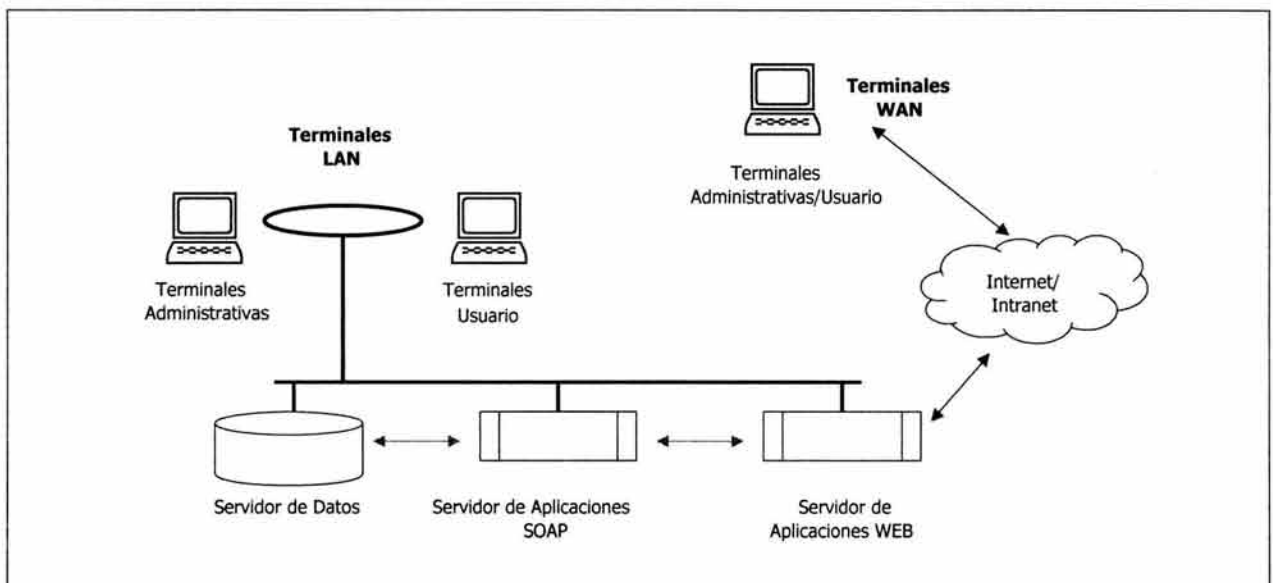 Terminales
WAN
Terminales
LAN
Terminales
Administrativas/Usuario
Terminales
Administrativas
Terminales
Usuario
Internet/
Intranet
Servidor de Datos
Servidor de Aplicaciones
SOAP
Servidor de
Aplicaciones WEB